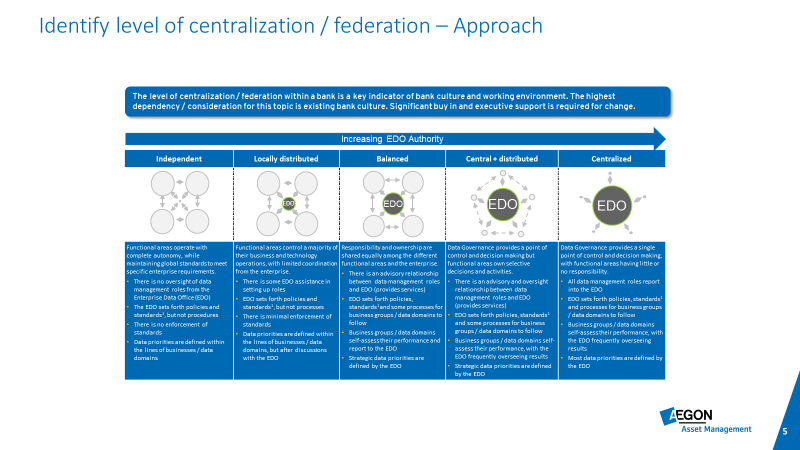 Identify level of centralization / federation – Approach
The level of centralization / federation within a bank is a key indicator of bank culture and working environment. The highest
dependency / consideration for this topic is existing bank culture. Significant buy in and executive support is required for change.
Increasing EDO Authority
Independent
Locally distributed
Balanced
Central + distributed
Centralized
EDO
EDO
EDO
EDO
Functional areas operate with
complete autonomy, while
maintaining global standards to meet
specific enterprise requirements.
• There is no oversight of data
management roles from the
Enterprise Data Office (EDO)
• The EDO sets forth policies and
standards1, but not procedures
• There is no enforcement of
standards
• Data priorities are defined within
the lines of businesses / data
domains
Functional areas control a majority of
their business and technology
operations, with limited coordination
from the enterprise.
• There is some EDO assistance in
setting up roles
• EDO sets forth policies and
standards1, but not processes
• There is minimal enforcement of
standards
• Data priorities are defined within
the lines of businesses / data
domains, but after discussions
with the EDO
Responsibility and ownership are
shared equally among the different
functional areas and the enterprise.
• There is an advisory relationship
between data management roles
and EDO (provides services)
• EDO sets forth policies,
standards1 and some processes for
business groups / data domains to
follow
• Business groups / data domains
self-assess their performance and
report to the EDO
• Strategic data priorities are
defined by the EDO
Data Governance provides a point of
control and decision making but
functional areas own selective
decisions and activities.
• There is an advisory and oversight
relationship between data
management roles and EDO
(provides services)
• EDO sets forth policies, standards1
and some processes for business
groups / data domains to follow
• Business groups / data domains self-
assess their performance, with the
EDO frequently overseeing results
• Strategic data priorities are defined
by the EDO
Data Governance provides a single
point of control and decision making,
with functional areas having little or
no responsibility.
• All data management roles report
into the EDO
• EDO sets forth policies, standards1
and processes for business groups
/ data domains to follow
• Business groups / data domains
self-assess their performance, with
the EDO frequently overseeing
results
• Most data priorities are defined by
the EDO
AEGON
Asset Management
5